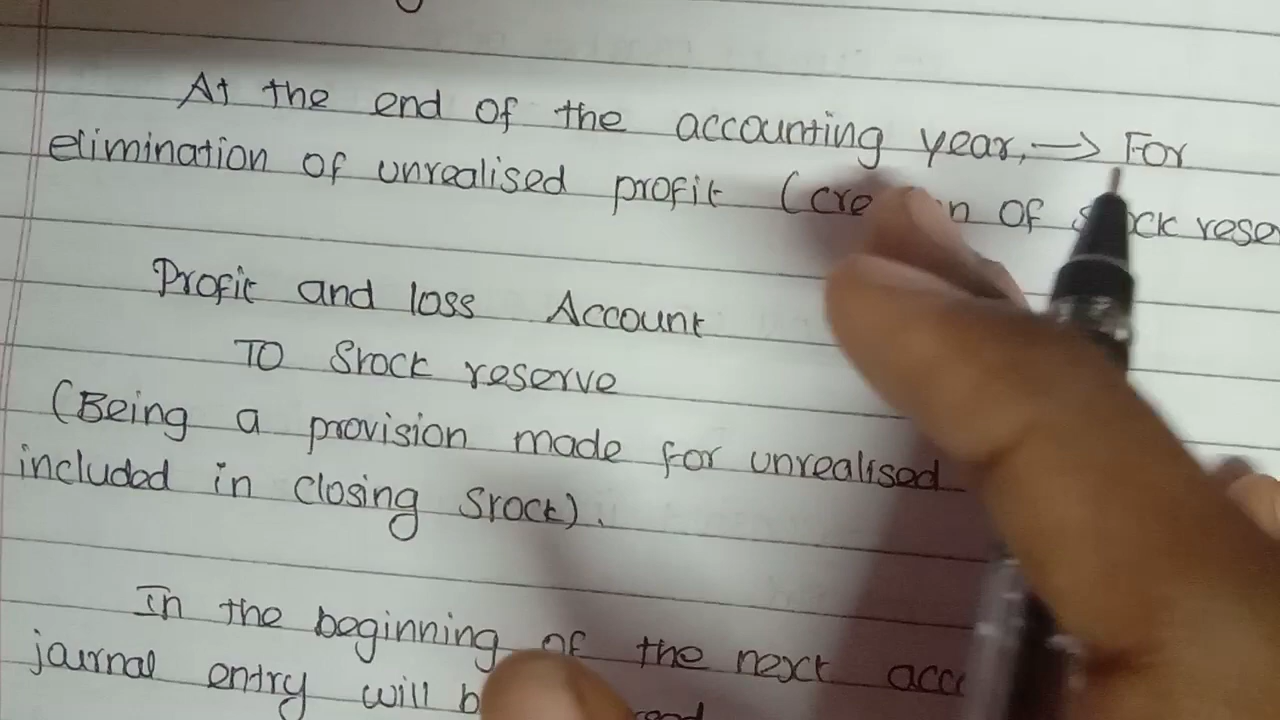 At the end of the accounting year, → For
elimination of unrealised profit ( of rese
Profit and loss Account
To Stock reserve
(Being a provision made for unrealised
included in closing Stock).
In the beginning of the next
journal entry will